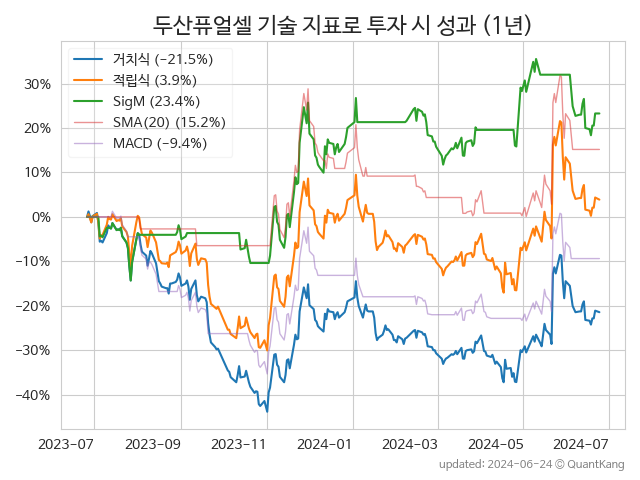 두산퓨얼셀 기술 지표로 투자 시 성과 (1년)
거치식 (−21.5%)
적립식 (3.9%)
SigM (23.4%)
SMA(20) (15.2%)
MACD (−9.4%)
30%
20%
10%
0%
−10%
−20%
−30%
−40%
2023-07 2023-09 2023-11 2024-01 2024-03 2024-05 2024-07
updated: 2024-06-24 © QuantKang